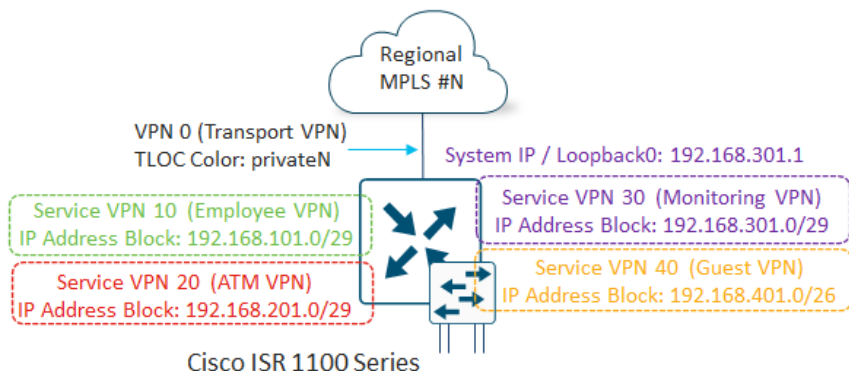 Regional
MPLS #N
VPN 0 (Transport VPN)
TLOC Color: privateN
System IP / Loopback0: 192.168.301.1
Service VPN 10 (Employee VPN)
IP Address Block: 192.168.101.0/29
Service VPN 30 (Monitoring VPN)
IP Address Block: 192.168.301.0/29
Service VPN 20 (ATM VPN)
IP Address Block: 192.168.201.0/29
Service VPN 40 (Guest VPN)
IP Address Block: 192.168.401.0/26
Cisco ISR 1100 Series